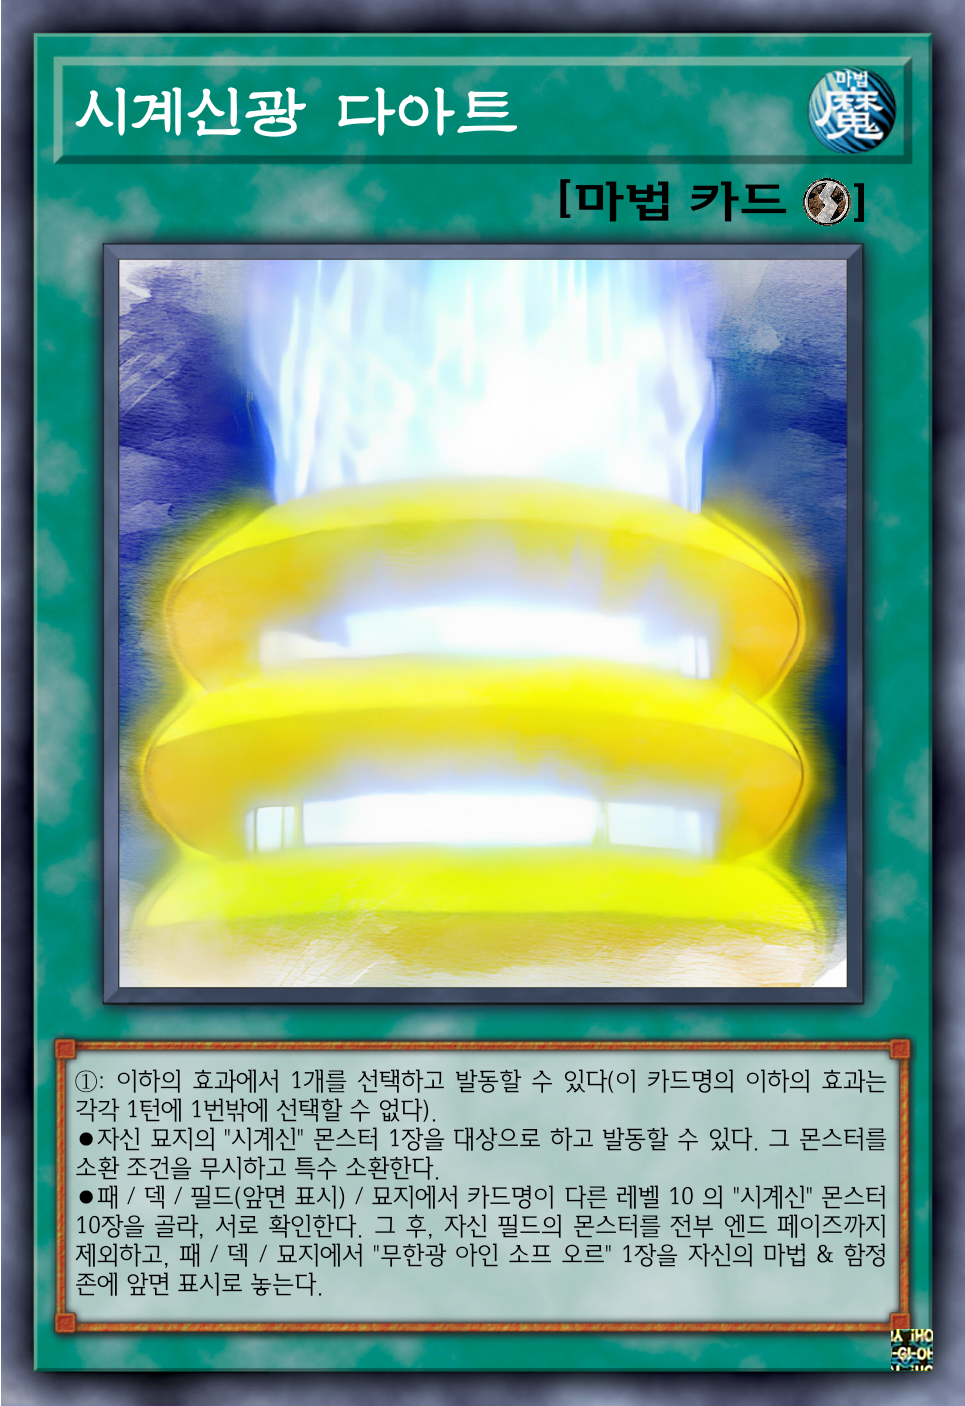 시계신광 다아트
마법
魔
[마법 카드 ]
①: 이하의 효과에서 1개를 선택하고 발동할 수 있다(이 카드명의 이하의 효과는
각각 1턴에 1번밖에 선택할 수 없다).
●자신 묘지의 "시계신" 몬스터 1장을 대상으로 하고 발동할 수 있다. 그 몬스터를
소환 조건을 무시하고 특수 소환한다.
●패 / 덱 / 필드(앞면 표시) / 묘지에서 카드명이 다른 레벨 10 의 "시계신" 몬스터
10장을 골라, 서로 확인한다. 그 후, 자신 필드의 몬스터를 전부 엔드 페이즈까지
제외하고, 패 / 덱 / 묘지에서 "무한광 아인 소프 오르" 1장을 자신의 마법 & 함정
존에 앞면 표시로 놓는다.